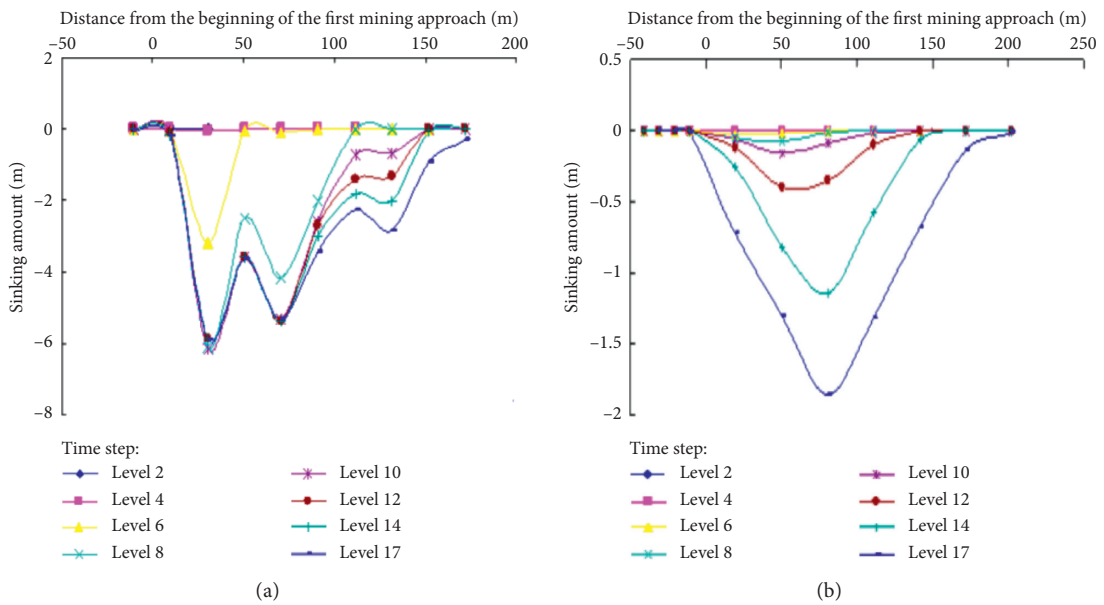 Distance from the beginning of the first mining approach (m)
−50 0 50 100 150 200
2
0
−2
−4
−6
−8
Sinking amount (m)
Time step:
Level 2
Level 4
Level 6
Level 8
Level 10
Level 12
Level 14
Level 17
(a)
Distance from the beginning of the first mining approach (m)
−50 0 50 100 150 200 250
0.5
0
−0.5
−1
−1.5
−2
Sinking amount (m)
Time step:
Level 2
Level 4
Level 6
Level 8
Level 10
Level 12
Level 14
Level 17
(b)